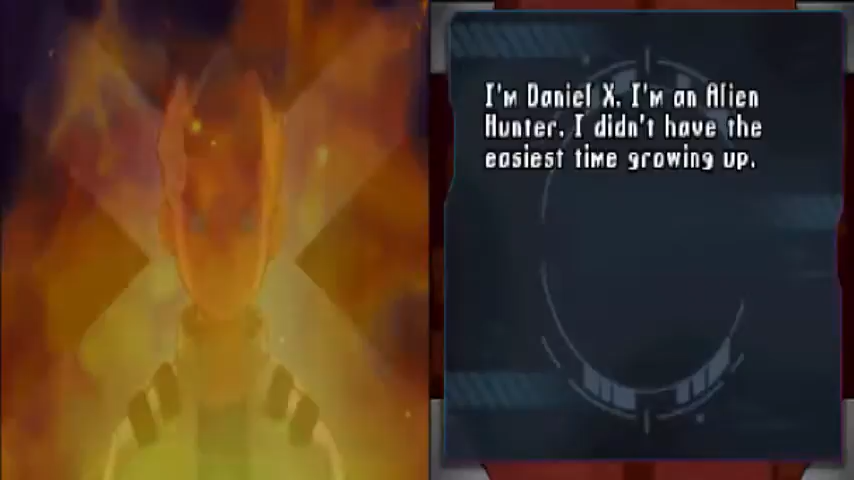 I'm Daniel X. I'm an Alien
Hunter. I didn't have the
easiest time growing up.